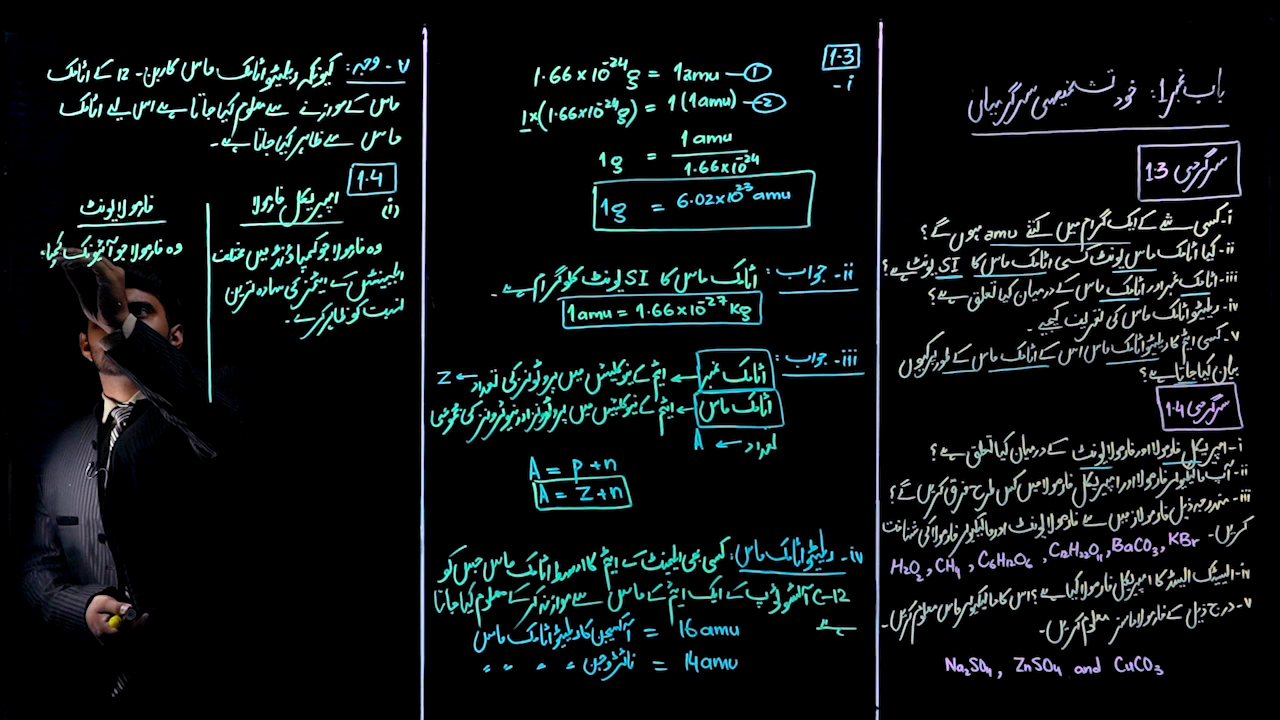 باب نمبر 1: خود تشخیصی سرگرمیاں
سرگرمی 1.3
i- کسی شے کے ایک گرام میں کتنے amu ہوں گے؟
ii- کیا اٹامک ماس یونٹ کسی اٹامک ماس کا SI یونٹ ہے؟
iii- اٹامک نمبر اور اٹامک ماس کے درمیان کیا تعلق ہے؟
iv- ریلیٹو اٹامک ماس کی تعریف کیجیے۔
v- کسی ایٹم کا ریلیٹو اٹامک ماس اس کے اٹامک ماس کے طور پر کیوں
بیان کیا جاتا ہے؟
سرگرمی 1.4
i- امپیریکل فارمولا اور فارمولا یونٹ کے درمیان کیا تعلق ہے؟
ii- آپ مالیکیولر فارمولا اور امپیریکل فارمولا میں کس طرح فرق کریں گے؟
iii- مندرجہ ذیل فارمولاز میں سے فارمولا یونٹ اور مالیکیولر فارمولا کی شناخت
کریں۔
H2O2, CH4, C6H12O6, C12H22O11, BaCO3, KBr
iv- ایسیٹک ایسڈ کا امپیریکل فارمولا کیا ہے؟ اس کا مالیکیولر ماس معلوم کریں۔
v- درج ذیل کے فارمولا ماسز معلوم کریں۔
Na2SO4, ZnSO4 and CuCO3
1.3
i-
1.66×10⁻²⁴g = 1amu —①
1×(1.66×10⁻²⁴g) = 1(1amu) —②
1g = 1amu / 1.66×10⁻²⁴
1g = 6.02×10²³ amu
ii- جواب: اٹامک ماس کا SI یونٹ کلوگرام ہے۔
1amu = 1.66×10⁻²⁷ kg
iii- جواب:
اٹامک نمبر ← ایٹم کے نیوکلیئس میں پروٹونز کی تعداد ← Z
اٹامک ماس ← ایٹم کے نیوکلیئس میں پروٹونز اور نیوٹرونز کی مجموعی
تعداد ← A
A = p+n
A = Z+n
iv- ریلیٹو اٹامک ماس: کسی بھی ایلیمنٹ کے ایٹم کا اوسط اٹامک ماس جس کو
C-12 آئسوٹوپ کے ایک ایٹم کے ماس سے موازنہ کر کے معلوم کیا جاتا
ہے
آکسیجن کا ریلیٹو اٹامک ماس = 16amu
نائٹروجن " " " = 14amu
v- وجہ: کیونکہ ریلیٹو اٹامک ماس کاربن-12 کے اٹامک
ماس کے موازنے سے معلوم کیا جاتا ہے اس لیے اٹامک
ماس سے ظاہر کیا جاتا ہے۔
1.4
(i)
امپیریکل فارمولا
وہ فارمولا جو کمپاؤنڈز میں مختلف
ایلیمنٹس کے ایٹمز کی سادہ ترین
نسبت کو ظاہر کرے۔
فارمولا یونٹ
وہ فارمولا جو آئیونک